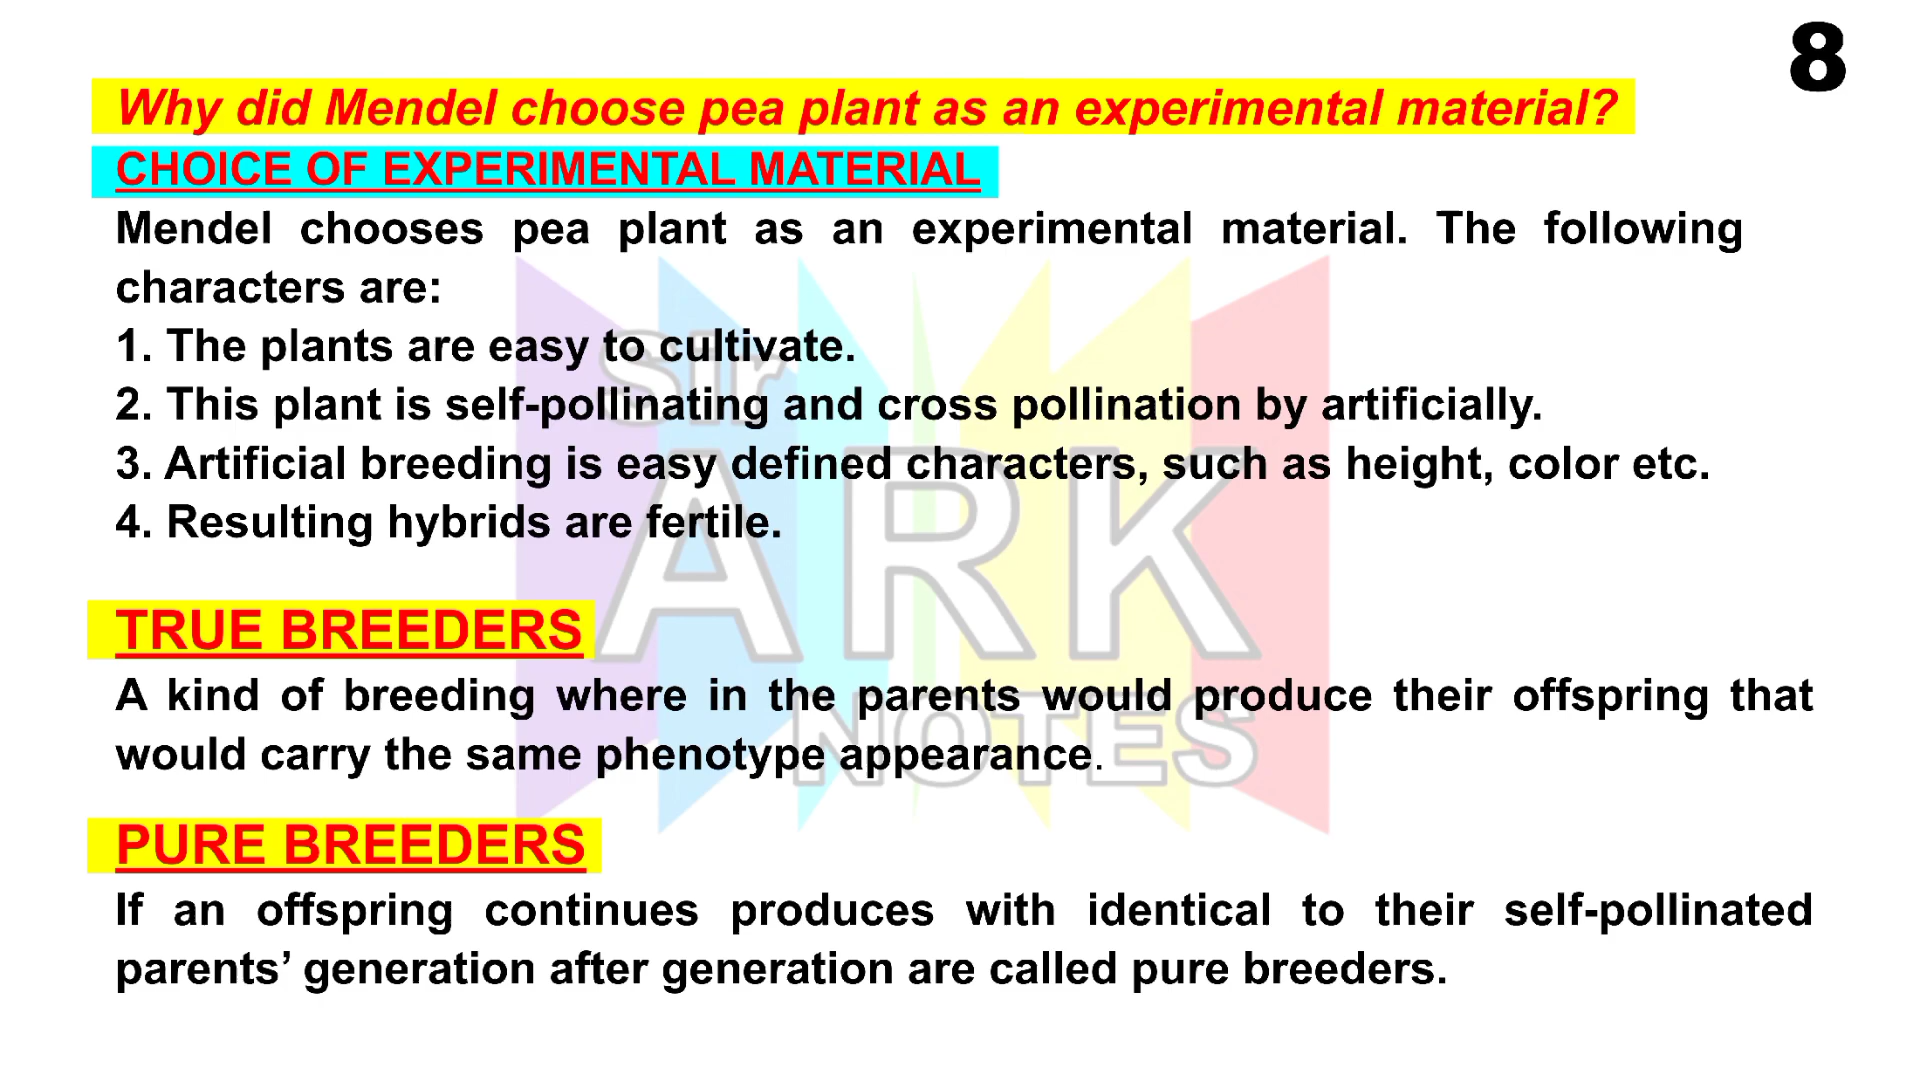 8
Why did Mendel choose pea plant as an experimental material?
CHOICE OF EXPERIMENTAL MATERIAL
Mendel chooses pea plant as an experimental material. The following
characters are:
1. The plants are easy to cultivate.
2. This plant is self-pollinating and cross pollination by artificially.
3. Artificial breeding is easy defined characters, such as height, color etc.
4. Resulting hybrids are fertile.
TRUE BREEDERS
A kind of breeding where in the parents would produce their offspring that
would carry the same phenotype appearance.
PURE BREEDERS
If an offspring continues produces with identical to their self-pollinated
parents’ generation after generation are called pure breeders.
Sir
ARK
NOTES